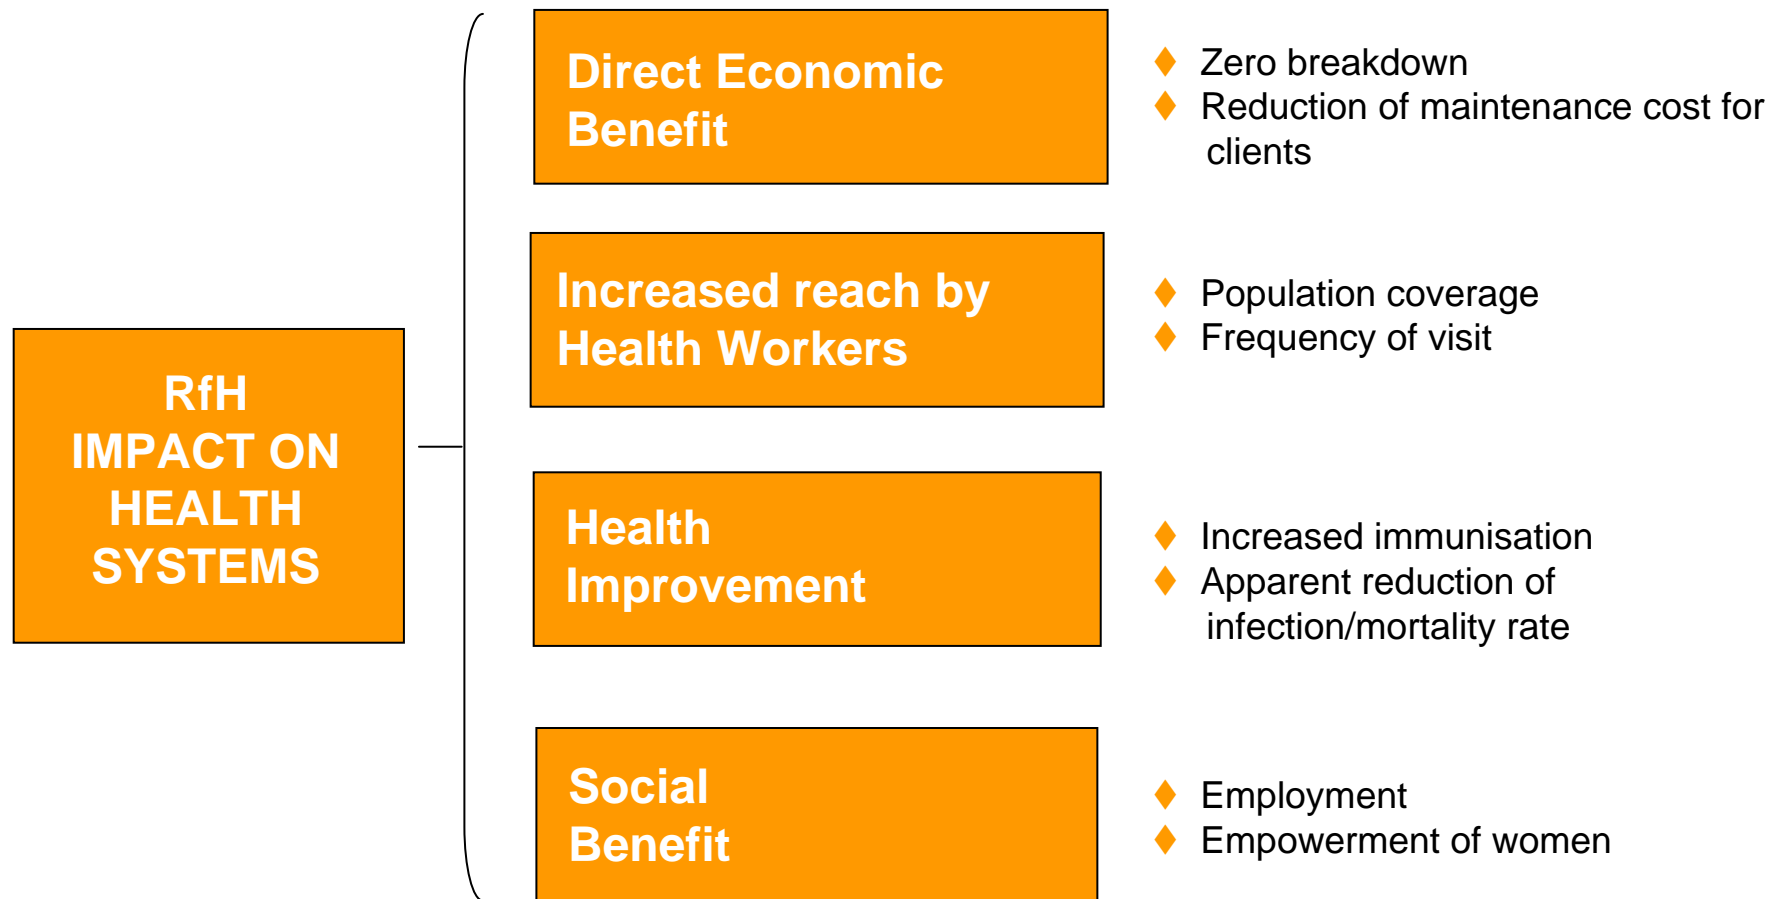 RfH
IMPACT ON
HEALTH
SYSTEMS
Direct Economic
Benefit
Zero breakdown
Reduction of maintenance cost for
clients
Increased reach by
Health Workers
Population coverage
Frequency of visit
Health
Improvement
Increased immunisation
Apparent reduction of
infection/mortality rate
Social
Benefit
Employment
Empowerment of women